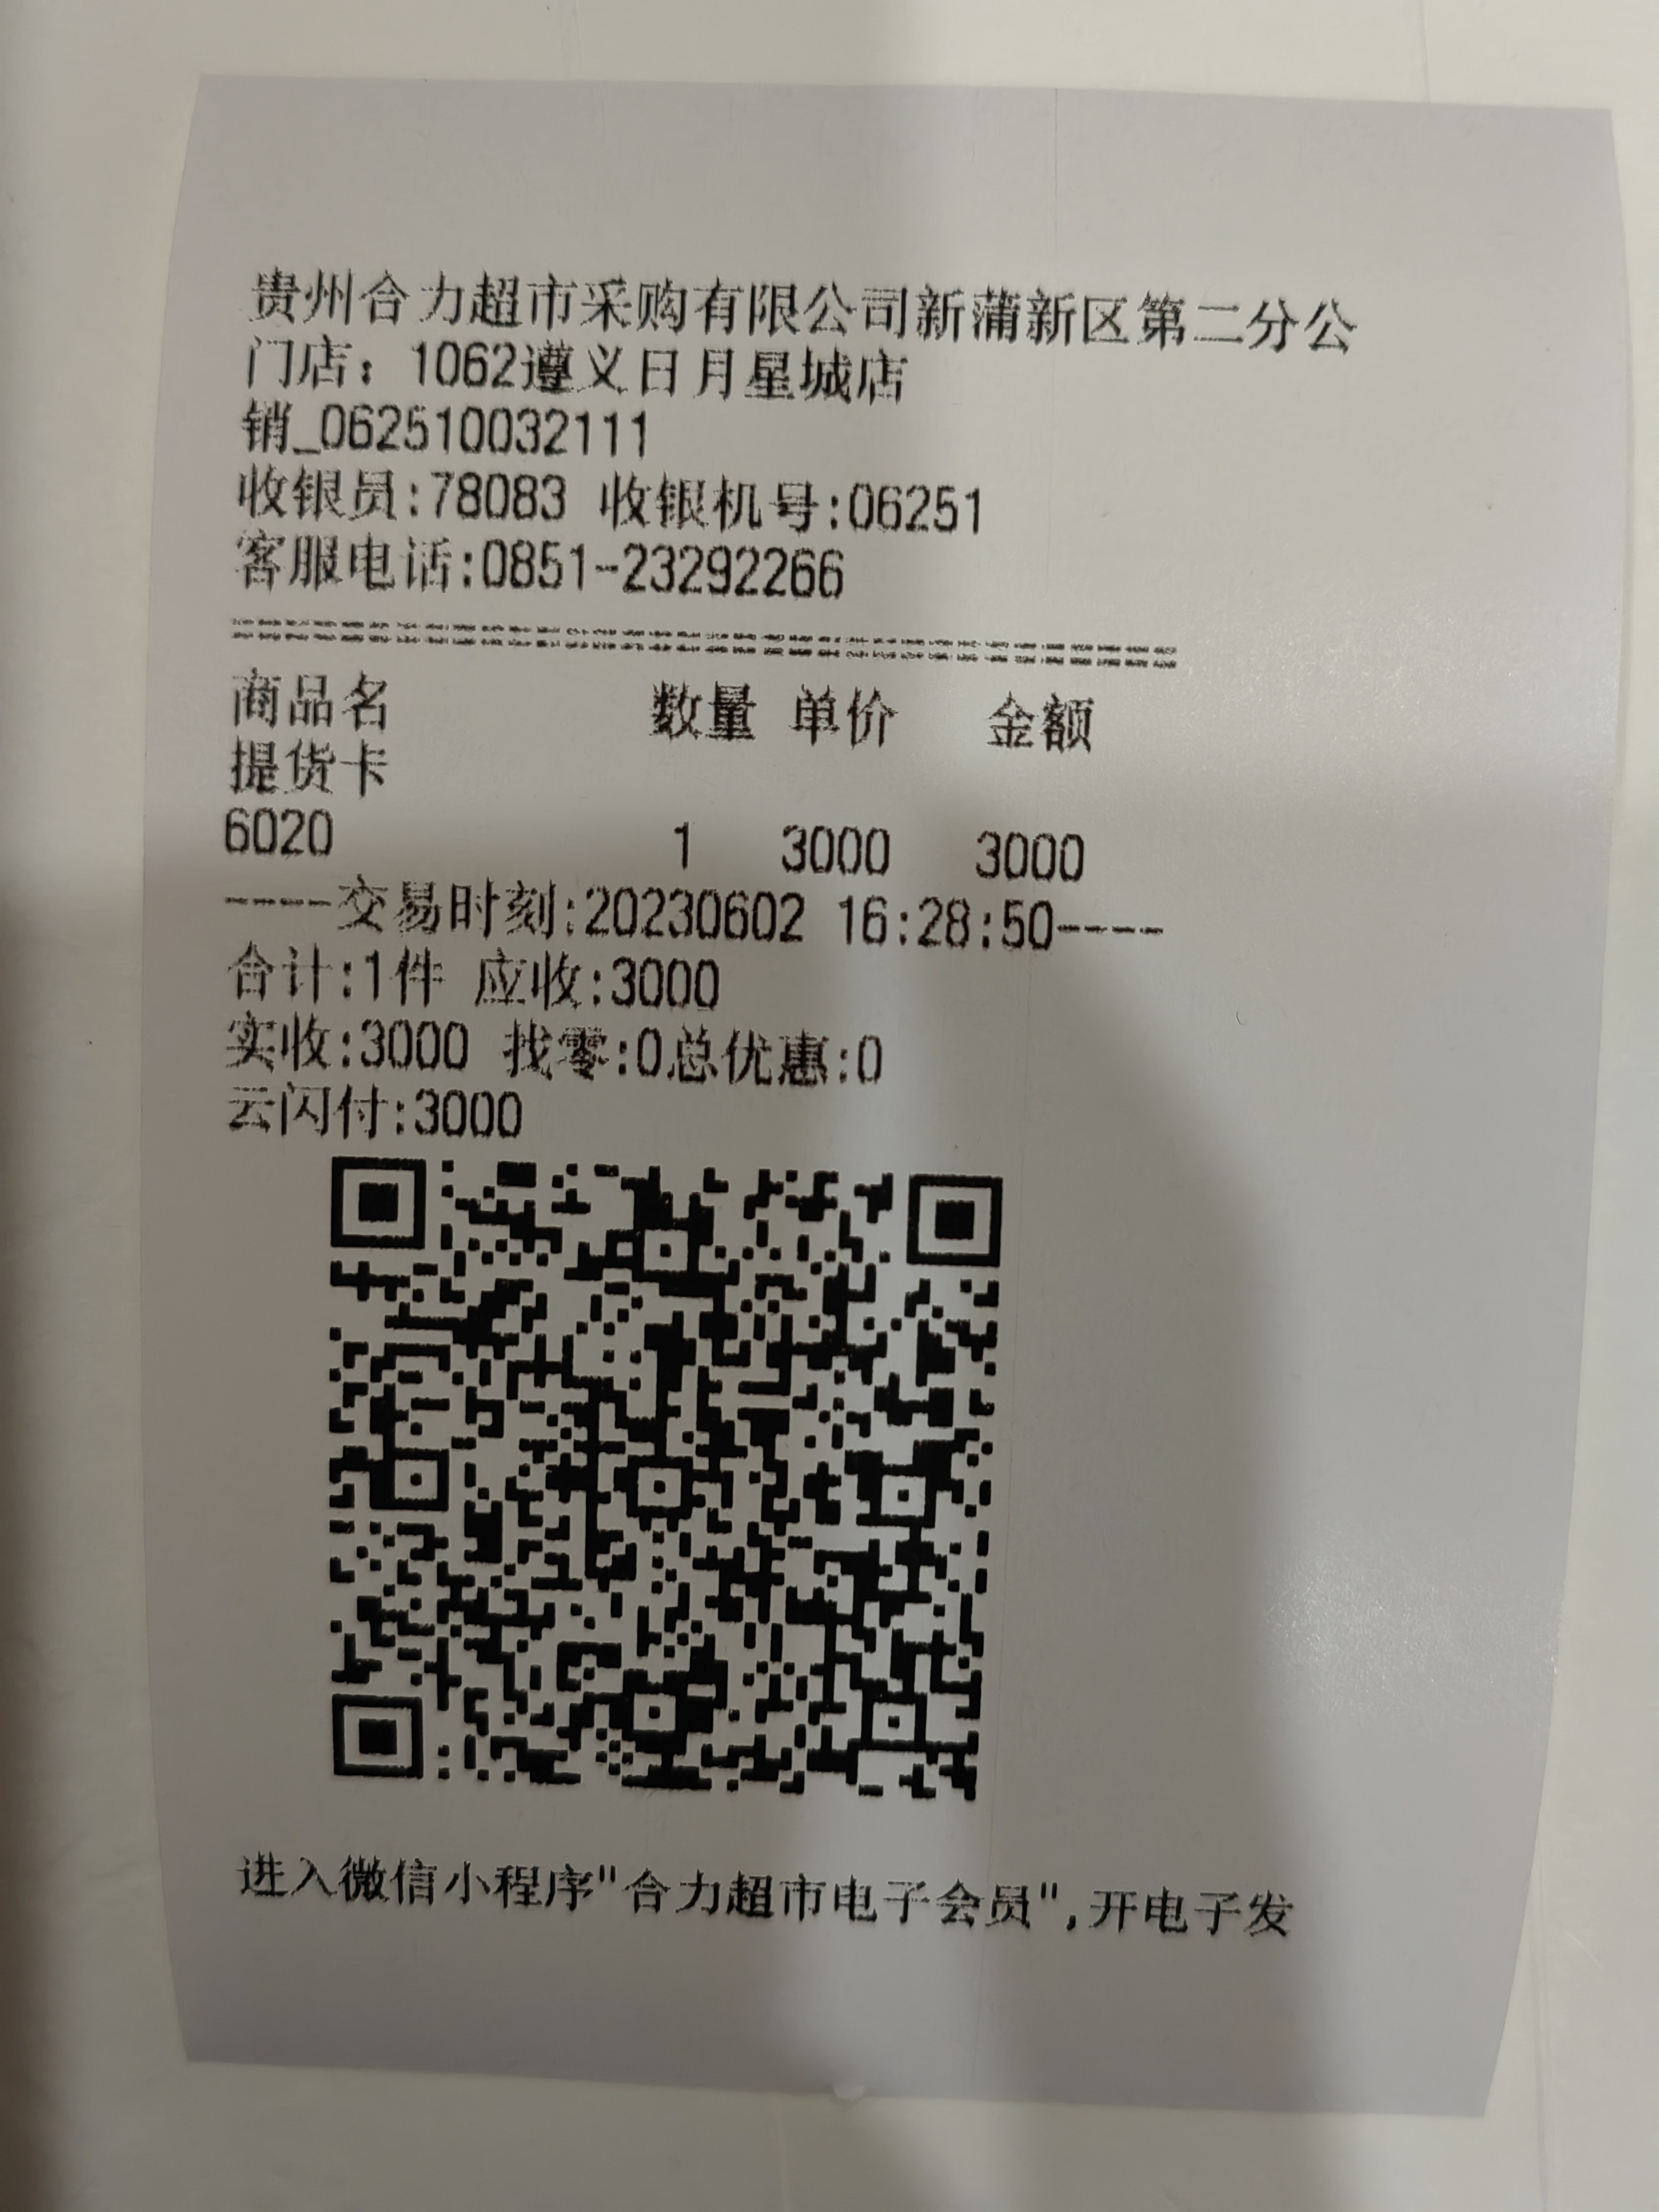 贵州合力超市采购有限公司新蒲新区第二分公
门店：1062遵义日月星城店
销_062510032111
收银员:78083 收银机号:06251
客服电话:0851-23292266
================================================
商品名 数量 单价 金额
提货卡
6020 1 3000 3000
----交易时刻:20230602 16:28:50----
合计:1件 应收:3000
实收:3000 找零:0总优惠:0
云闪付:3000
进入微信小程序"合力超市电子会员",开电子发